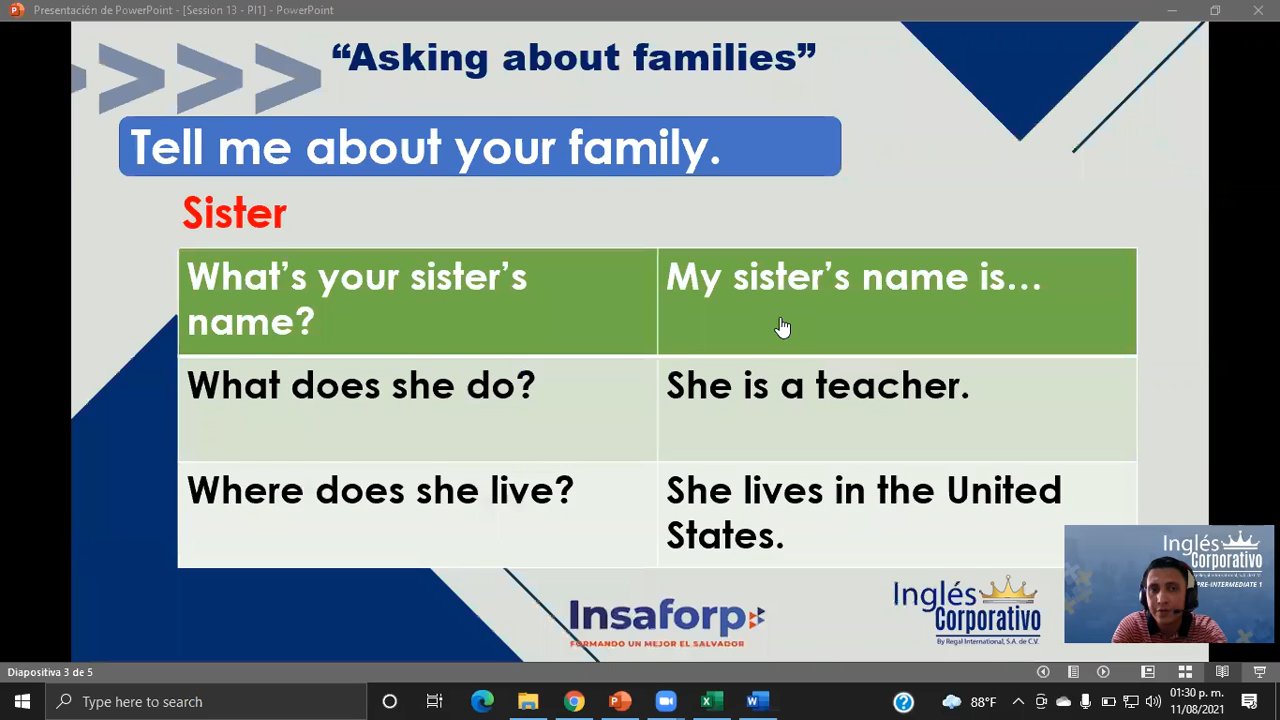 Presentación de PowerPoint - [Session 13 - PI1] - PowerPoint
“Asking about families”
Tell me about your family.
Sister
What’s your sister’s
name?
My sister’s name is…
What does she do?
She is a teacher.
Where does she live?
She lives in the United
States.
Inglés
Corporativo
PRE-INTERMEDIATE 1
Insaforp
FORMANDO UN MEJOR EL SALVADOR
Inglés
Corporativo
By Regal International, S.A. de C.V.
Diapositiva 3 de 5
Type here to search
88°F
01:30 p. m.
11/08/2021